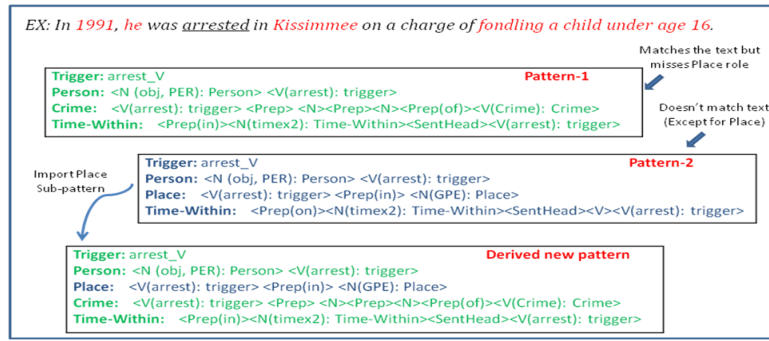 EX: In 1991, he was arrested in Kissimmee on a charge of fondling a child under age 16.
Matches the text but
misses Place role
Trigger: arrest_V Pattern-1
Person: <N (obj, PER): Person> <V(arrest): trigger>
Crime: <V(arrest): trigger> <Prep> <N><Prep><N><Prep(of)><V(Crime): Crime>
Time-Within: <Prep(in)><N(timex2): Time-Within><SentHead><V(arrest): trigger>
Doesn't match text
(Except for Place)
Import Place
Sub-pattern
Trigger: arrest_V Pattern-2
Person: <N (obj, PER): Person> <V(arrest): trigger>
Place: <V(arrest): trigger> <Prep(in)> <N(GPE): Place>
Time-Within: <Prep(on)><N(timex2): Time-Within><SentHead><V><V(arrest): trigger>
Trigger: arrest_V Derived new pattern
Person: <N (obj, PER): Person> <V(arrest): trigger>
Place: <V(arrest): trigger> <Prep(in)> <N(GPE): Place>
Crime: <V(arrest): trigger> <Prep> <N><Prep><N><Prep(of)><V(Crime): Crime>
Time-Within: <Prep(in)><N(timex2): Time-Within><SentHead><V(arrest): trigger>